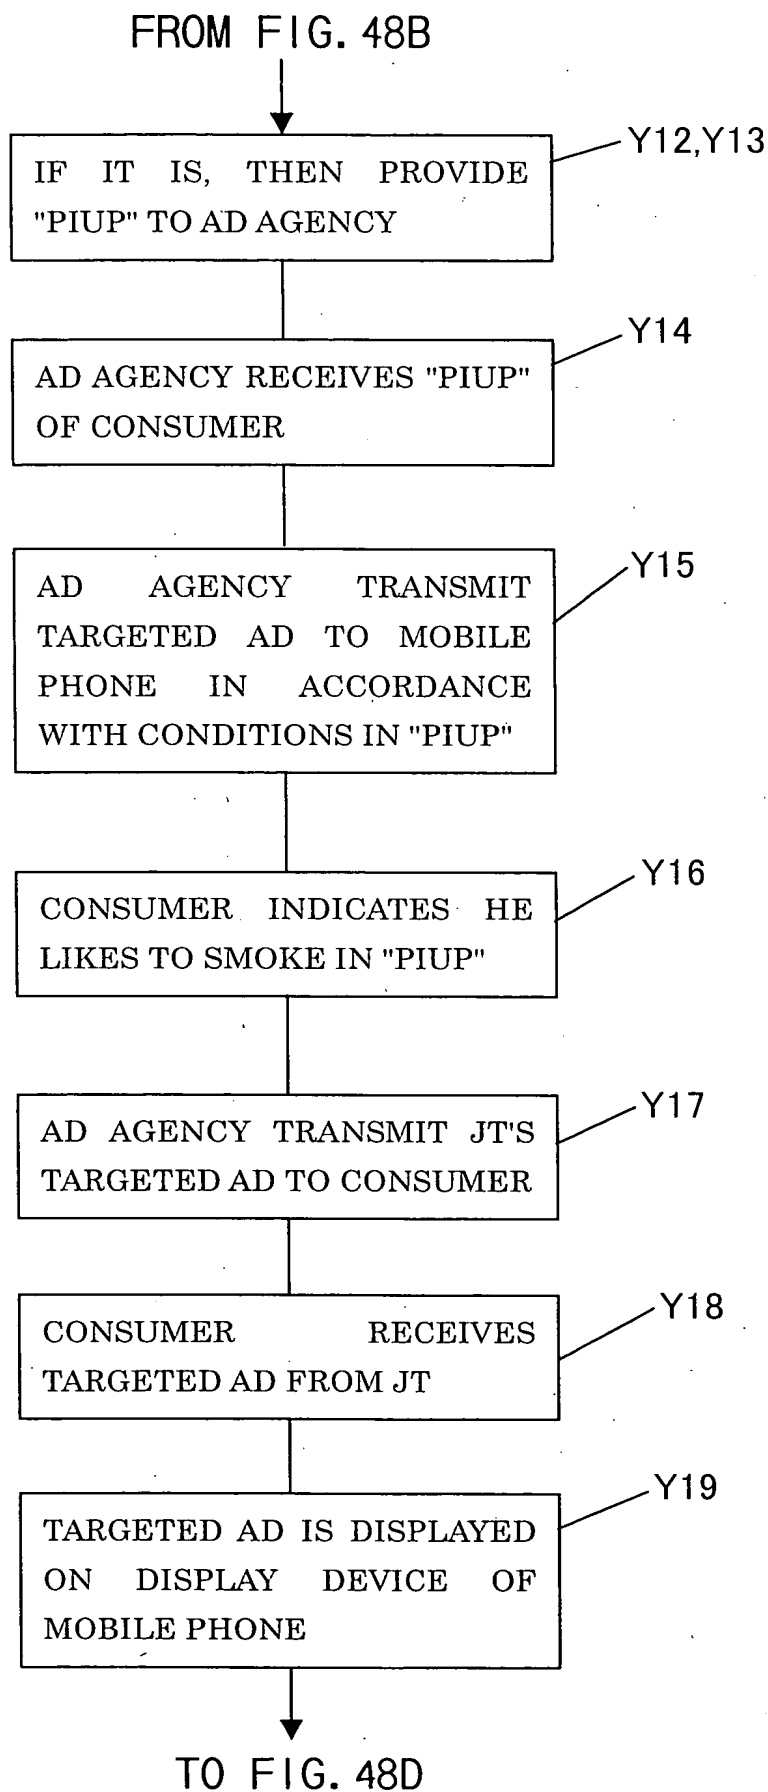 FROM FIG. 48B
Y12,Y13
IF IT IS, THEN PROVIDE
"PIUP" TO AD AGENCY
Y14
AD AGENCY RECEIVES "PIUP"
OF CONSUMER
Y15
AD AGENCY TRANSMIT
TARGETED AD TO MOBILE
PHONE IN ACCORDANCE
WITH CONDITIONS IN "PIUP"
Y16
CONSUMER INDICATES HE
LIKES TO SMOKE IN "PIUP"
Y17
AD AGENCY TRANSMIT JT'S
TARGETED AD TO CONSUMER
Y18
CONSUMER RECEIVES
TARGETED AD FROM JT
Y19
TARGETED AD IS DISPLAYED
ON DISPLAY DEVICE OF
MOBILE PHONE
TO FIG. 48D